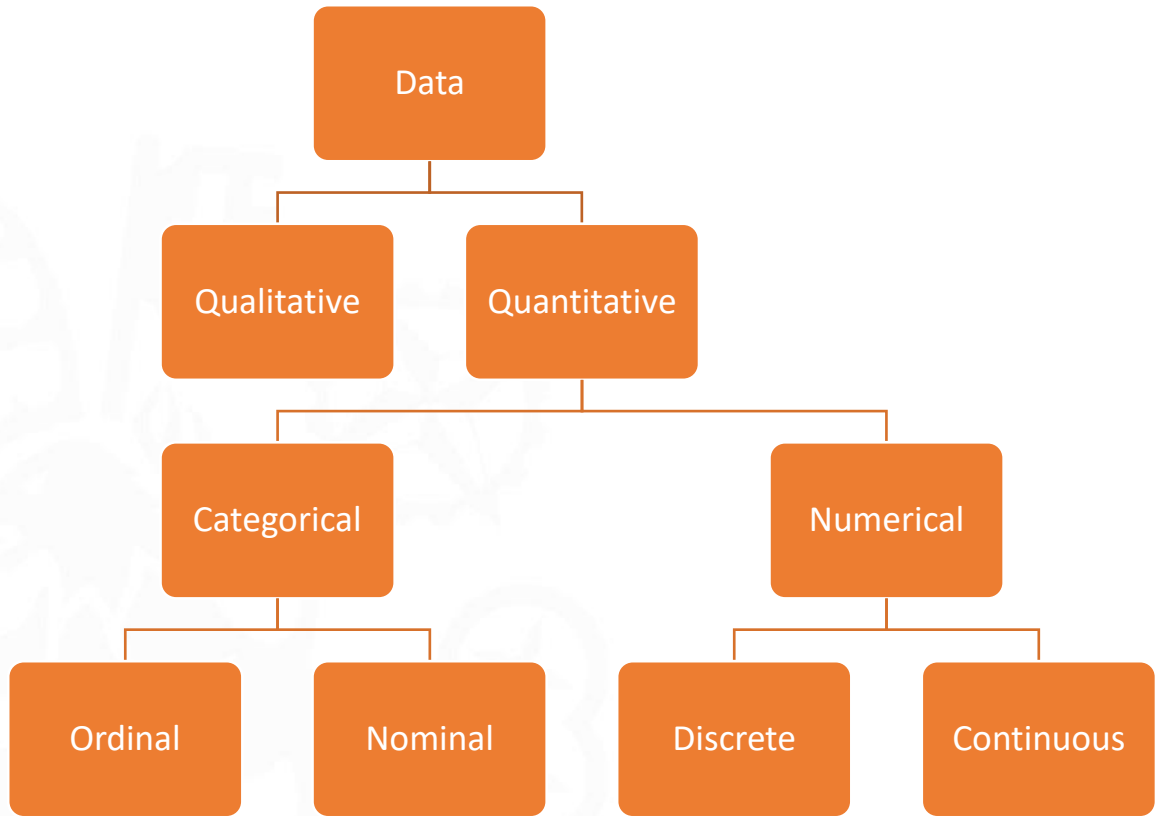 Data
Qualitative
Quantitative
Categorical
Numerical
Ordinal
Nominal
Discrete
Continuous